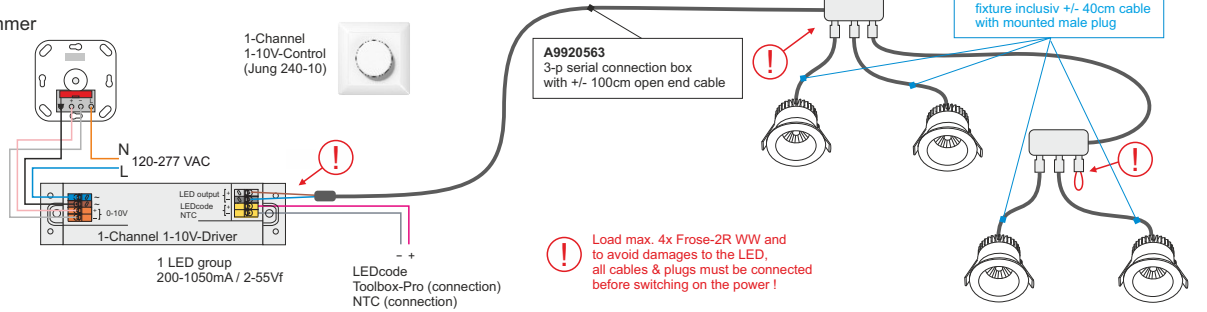 mmer
1-Channel
1-10V-Control
(Jung 240-10)
A9920563
3-p serial connection box
with +/- 100cm open end cable
fixture inclusiv +/- 40cm cable
with mounted male plug
!
!
!
N
120-277 VAC
L
LED output
+
-
LEDcode
+
NTC
-
~
~
+
-
0-10V
1-Channel 1-10V-Driver
1 LED group
200-1050mA / 2-55Vf
- +
LEDcode
Toolbox-Pro (connection)
NTC (connection)
!
Load max. 4x Frose-2R WW and
to avoid damages to the LED,
all cables & plugs must be connected
before switching on the power !